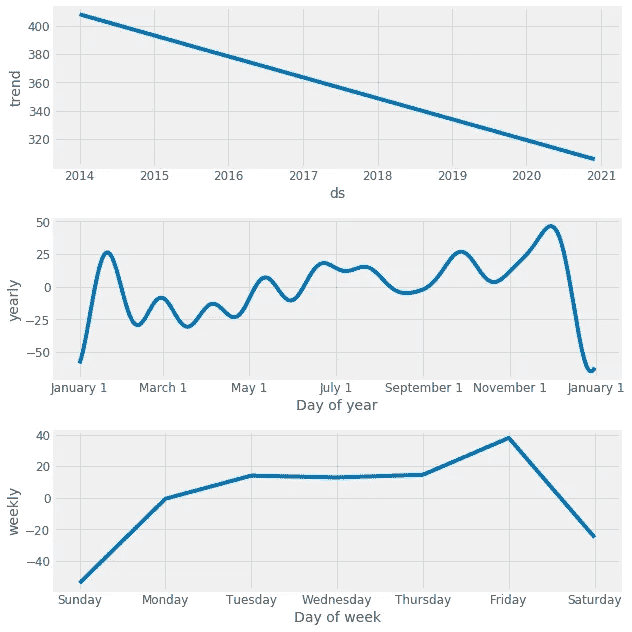 400
380
360
340
320
trend
2014 2015 2016 2017 2018 2019 2020 2021
ds
50
25
0
−25
−50
yearly
January 1 March 1 May 1 July 1 September 1 November 1 January 1
Day of year
40
20
0
−20
−40
weekly
Sunday Monday Tuesday Wednesday Thursday Friday Saturday
Day of week